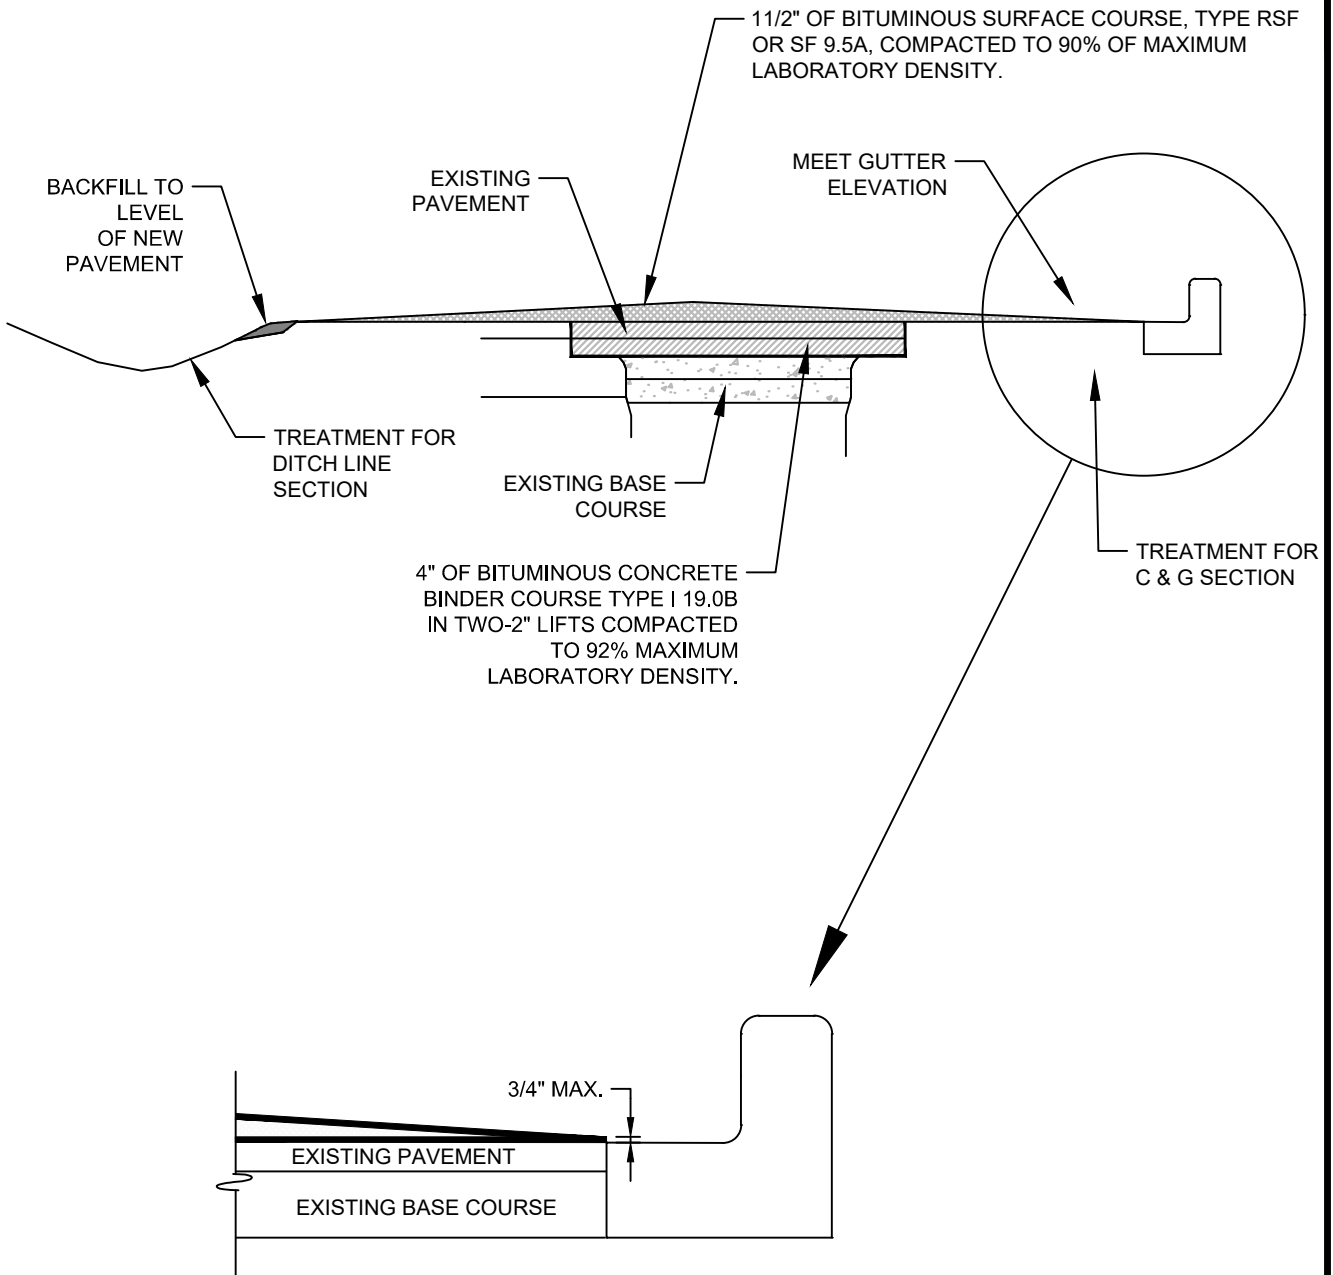 11/2" OF BITUMINOUS SURFACE COURSE, TYPE RSF
OR SF 9.5A, COMPACTED TO 90% OF MAXIMUM
LABORATORY DENSITY.
MEET GUTTER
ELEVATION
EXISTING
PAVEMENT
BACKFILL TO
LEVEL
OF NEW
PAVEMENT
TREATMENT FOR
DITCH LINE
SECTION
EXISTING BASE
COURSE
TREATMENT FOR
C & G SECTION
4" OF BITUMINOUS CONCRETE
BINDER COURSE TYPE I 19.0B
IN TWO-2" LIFTS COMPACTED
TO 92% MAXIMUM
LABORATORY DENSITY.
3/4" MAX.
EXISTING PAVEMENT
EXISTING BASE COURSE